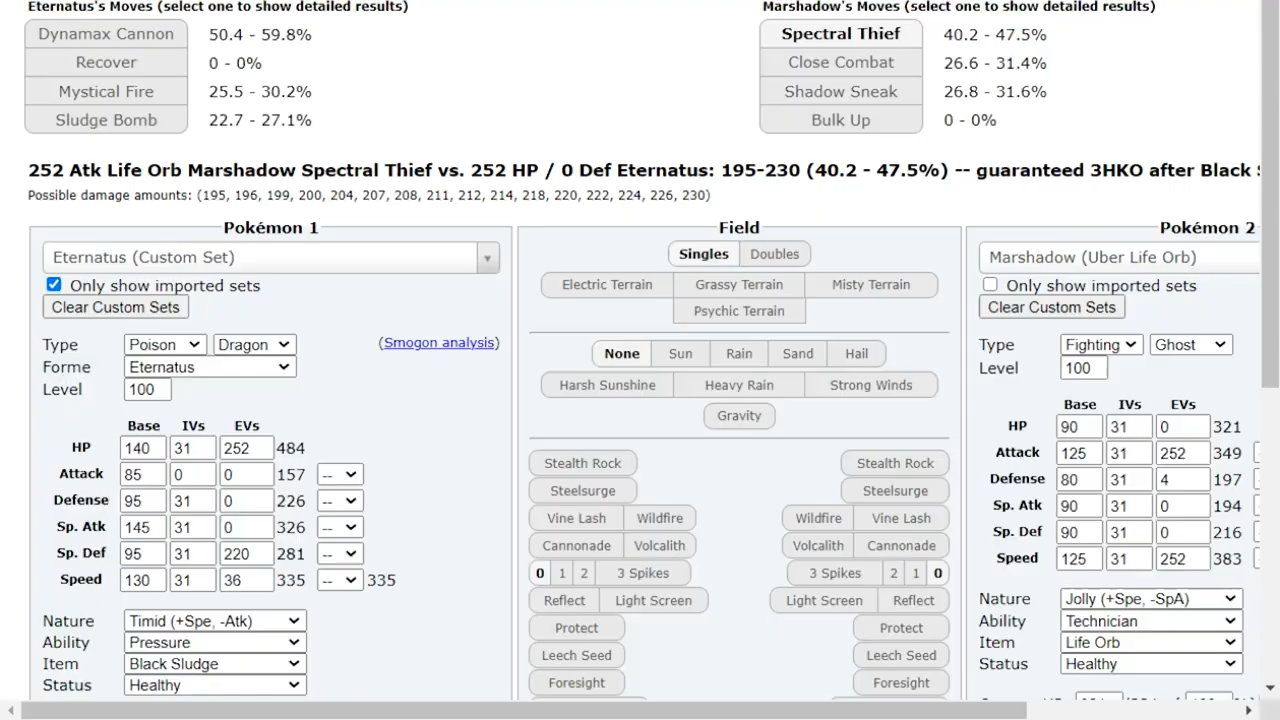 Eternatus's Moves (select one to show detailed results)
Dynamax Cannon 50.4 - 59.8%
Recover 0 - 0%
Mystical Fire 25.5 - 30.2%
Sludge Bomb 22.7 - 27.1%
Marshadow's Moves (select one to show detailed results)
Spectral Thief 40.2 - 47.5%
Close Combat 26.6 - 31.4%
Shadow Sneak 26.8 - 31.6%
Bulk Up 0 - 0%
252 Atk Life Orb Marshadow Spectral Thief vs. 252 HP / 0 Def Eternatus: 195-230 (40.2 - 47.5%) -- guaranteed 3HKO after Black
Possible damage amounts: (195, 196, 199, 200, 204, 207, 208, 211, 212, 214, 218, 220, 222, 224, 226, 230)
Pokémon 1
Eternatus (Custom Set)
Only show imported sets
Clear Custom Sets
Type Poison Dragon (Smogon analysis)
Forme Eternatus
Level 100
Base IVs EVs
HP 140 31 252 484
Attack 85 0 0 157 --
Defense 95 31 0 226 --
Sp. Atk 145 31 0 326 --
Sp. Def 95 31 220 281 --
Speed 130 31 36 335 -- 335
Nature Timid (+Spe, -Atk)
Ability Pressure
Item Black Sludge
Status Healthy
Field
Singles Doubles
Electric Terrain Grassy Terrain Misty Terrain
Psychic Terrain
None Sun Rain Sand Hail
Harsh Sunshine Heavy Rain Strong Winds
Gravity
Stealth Rock Stealth Rock
Steelsurge Steelsurge
Vine Lash Wildfire Wildfire Vine Lash
Cannonade Volcalith Volcalith Cannonade
0 1 2 3 Spikes 3 Spikes 2 1 0
Reflect Light Screen Light Screen Reflect
Protect Protect
Leech Seed Leech Seed
Foresight Foresight
Pokémon 2
Marshadow (Uber Life Orb)
Only show imported sets
Clear Custom Sets
Type Fighting Ghost
Level 100
Base IVs EVs
HP 90 31 0 321
Attack 125 31 252 349
Defense 80 31 4 197
Sp. Atk 90 31 0 194
Sp. Def 90 31 0 216
Speed 125 31 252 383
Nature Jolly (+Spe, -SpA)
Ability Technician
Item Life Orb
Status Healthy